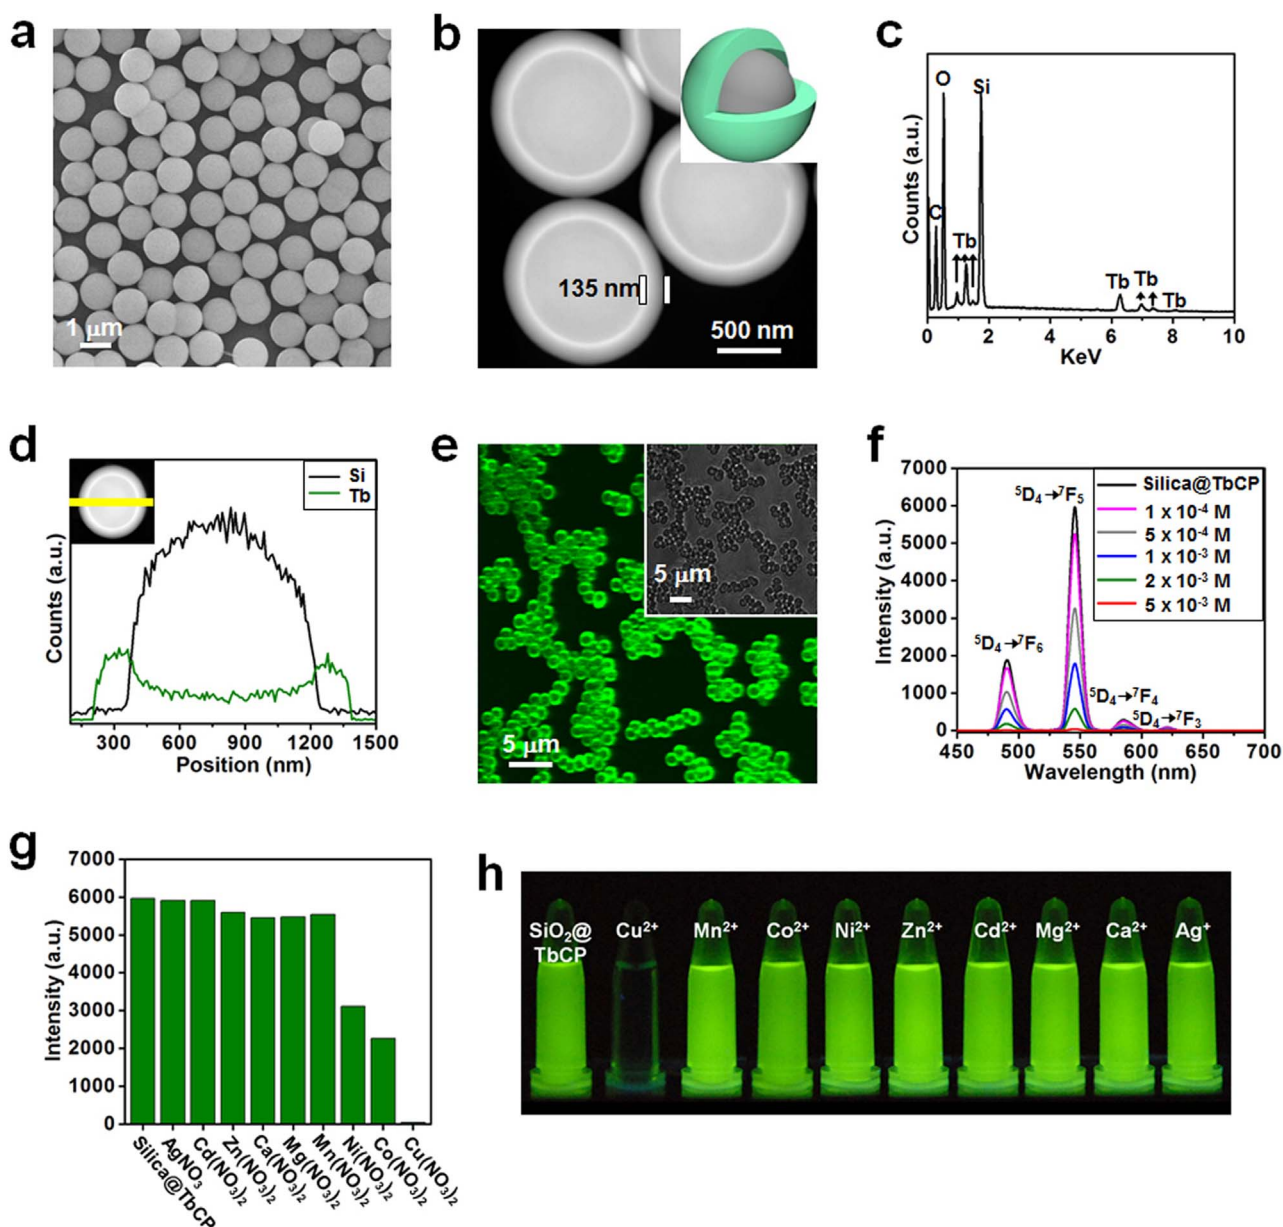 a
1 μm
b
135 nm
500 nm
c
Counts (a.u.)
O
Si
C
Tb
Tb
Tb
Tb
0 2 4 6 8 10
KeV
d
Counts (a.u.)
Si
Tb
300 600 900 1200 1500
Position (nm)
e
5 μm
5 μm
f
Intensity (a.u.)
7000
6000
5000
4000
3000
2000
1000
0
⁵D₄→⁷F₅
⁵D₄→⁷F₆
⁵D₄→⁷F₄
⁵D₄→⁷F₃
Silica@TbCP
1 x 10⁻⁴ M
5 x 10⁻⁴ M
1 x 10⁻³ M
2 x 10⁻³ M
5 x 10⁻³ M
450 500 550 600 650 700
Wavelength (nm)
g
Intensity (a.u.)
7000
6000
5000
4000
3000
2000
1000
0
Silica@TbCP
AgNO₃
Cd(NO₃)₂
Zn(NO₃)₂
Ca(NO₃)₂
Mg(NO₃)₂
Mn(NO₃)₂
Ni(NO₃)₂
Co(NO₃)₂
Cu(NO₃)₂
h
SiO₂@
TbCP
Cu²⁺
Mn²⁺
Co²⁺
Ni²⁺
Zn²⁺
Cd²⁺
Mg²⁺
Ca²⁺
Ag⁺